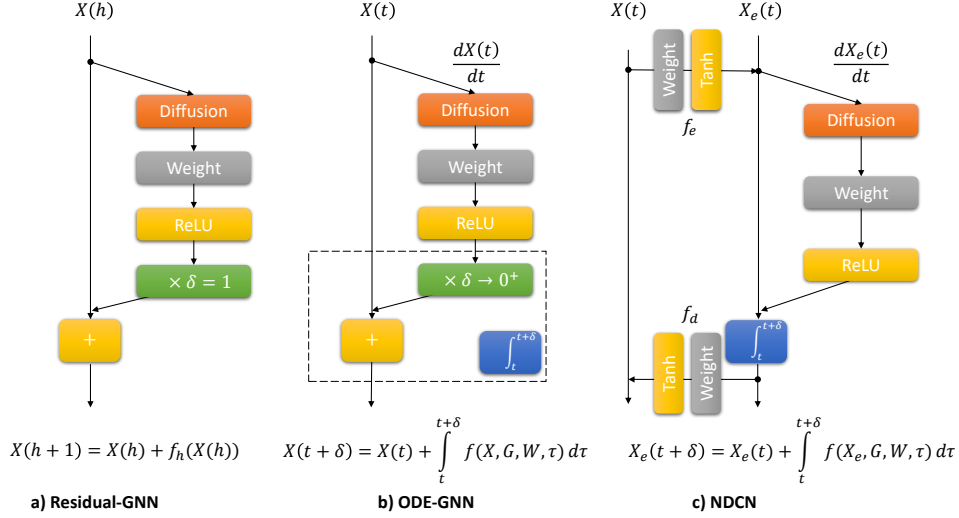 X(h)
Diffusion
Weight
ReLU
× δ = 1
+
X(h + 1) = X(h) + f_h(X(h))
a) Residual-GNN
X(t)
dX(t)
dt
Diffusion
Weight
ReLU
× δ → 0⁺
+
∫_t^{t+δ}
X(t + δ) = X(t) + ∫_t^{t+δ} f(X, G, W, τ) dτ
b) ODE-GNN
X(t)
X_e(t)
Weight
Tanh
f_e
dX_e(t)
dt
Diffusion
Weight
ReLU
f_d
Tanh
Weight
∫_t^{t+δ}
X_e(t + δ) = X_e(t) + ∫_t^{t+δ} f(X_e, G, W, τ) dτ
c) NDCN